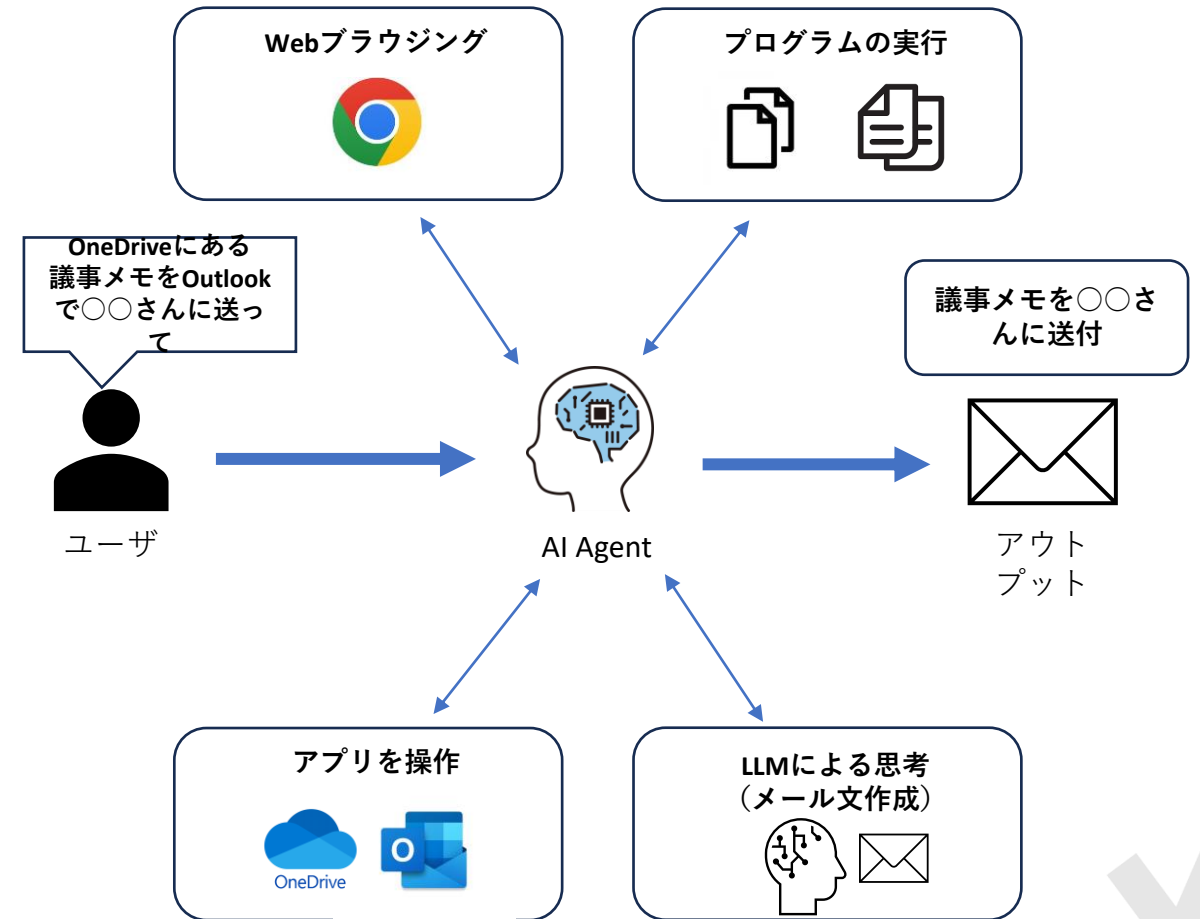 Webブラウジング
プログラムの実行
OneDriveにある
議事メモをOutlook
で○○さんに送っ
て
議事メモを○○さ
んに送付
ユーザ
AI Agent
アウト
プット
アプリを操作
OneDrive
O
LLMによる思考
（メール文作成）